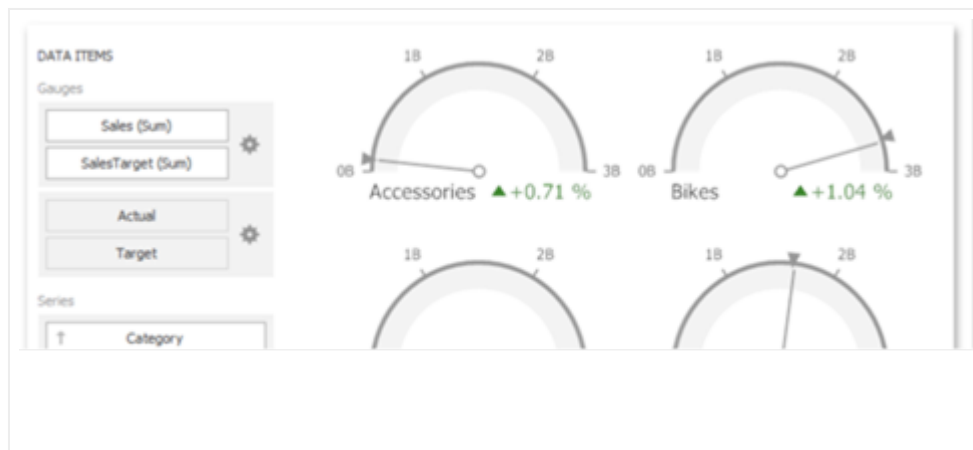 DATA ITEMS
Gauges
Sales (Sum)
SalesTarget (Sum)
Actual
Target
Series
↑ Category
1B 2B
0B 3B
Accessories ▲+0.71 %
1B 2B
0B 3B
Bikes ▲+1.04 %
1B 2B
1B 2B